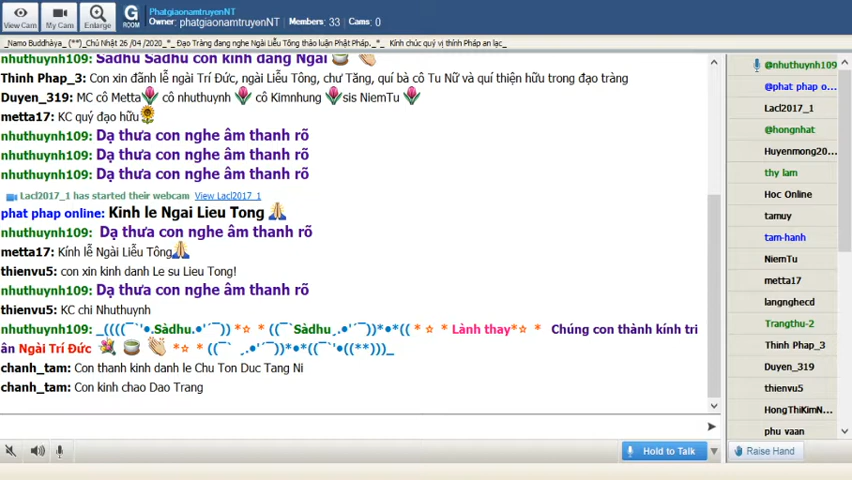 View Cam
My Cam
Enlarge
G
ROOM
PhatgiaonamtruyenNT
Owner: phatgiaonamtruyenNT
Members: 33
Cams: 0
_Namo Buddhàya_ (**)_Chủ Nhật 26 /04 /2020_*_ Đạo Tràng đang nghe Ngài Liễu Tông thảo luận Phật Pháp._*_ Kính chúc quý vị thính Pháp an lạc_
Sadhu Sadhu con kính đảng Ngài
Thinh Phap_3: Con xin đãnh lễ ngài Trí Đức, ngài Liễu Tông, chư Tăng, quí bà cô Tu Nữ và quí thiện hữu trong đạo tràng
Duyen_319: MC cô Metta🌷 cô nhuthuynh 🌷 cô Kimnhung 🌷sis NiemTu 🌷
metta17: KC quý đạo hữu🌻
nhuthuynh109: Dạ thưa con nghe âm thanh rõ
nhuthuynh109: Dạ thưa con nghe âm thanh rõ
nhuthuynh109: Dạ thưa con nghe âm thanh rõ
Lacl2017_1 has started their webcam View Lacl2017_1
phat phap online: Kinh le Ngai Lieu Tong 🙏
nhuthuynh109: Dạ thưa con nghe âm thanh rõ
metta17: Kính lễ Ngài Liễu Tông🙏
thienvu5: con xin kinh danh Le su Lieu Tong!
nhuthuynh109: Dạ thưa con nghe âm thanh rõ
thienvu5: KC chi Nhuthuynh
nhuthuynh109: _((((¯`'•.Sàdhu.•'´¯)) *☆ * ((¯`Sàdhu¸.•'´¯))*•*(( * ☆ * Lành thay*☆ * Chúng con thành kính tri
ân Ngài Trí Đức 💐 🍵 👏 *☆ * ((¯` ¸.•'´¯))*•*((¯`'•((**)))_
chanh_tam: Con thanh kinh danh le Chu Ton Duc Tang Ni
chanh_tam: Con kinh chao Dao Trang
Hold to Talk
@nhuthuynh109
@phat phap o...
Lacl2017_1
@hongnhat
Huyenmong20...
thy lam
Hoc Online
tamuy
tam-hanh
NiemTu
metta17
langnghecd
Trangthu-2
Thinh Phap_3
Duyen_319
thienvu5
HongThiKimN...
phu vaan
Raise Hand